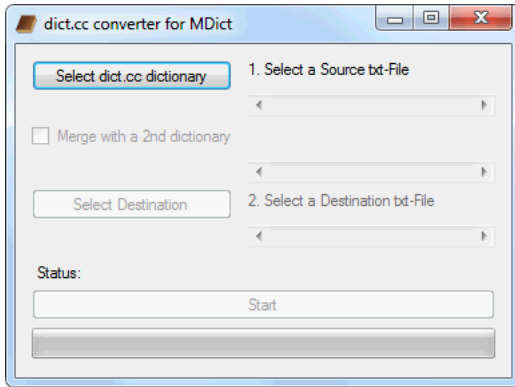 dict.cc converter for MDict
Select dict.cc dictionary
1. Select a Source txt-File
Merge with a 2nd dictionary
Select Destination
2. Select a Destination txt-File
Status:
Start